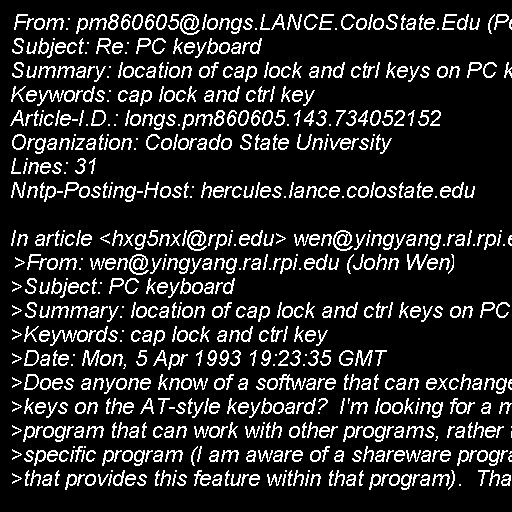 From: pm860605@longs.LANCE.ColoState.Edu
Subject: Re: PC keyboard
Summary: location of cap lock and ctrl keys on PC
Keywords: cap lock and ctrl key
Article-I.D.: longs.pm860605.143.734052152
Organization: Colorado State University
Lines: 31
Nntp-Posting-Host: hercules.lance.colostate.edu

In article <hxg5nxl@rpi.edu> wen@yingyang.ral.rpi.e
>From: wen@yingyang.ral.rpi.edu (John Wen)
>Subject: PC keyboard
>Summary: location of cap lock and ctrl keys on PC
>Keywords: cap lock and ctrl key
>Date: Mon, 5 Apr 1993 19:23:35 GMT
>Does anyone know of a software that can exchange
>keys on the AT-style keyboard?  I'm looking for a
>program that can work with other programs, rather
>specific program (I am aware of a shareware progra
>that provides this feature within that program).  Tha